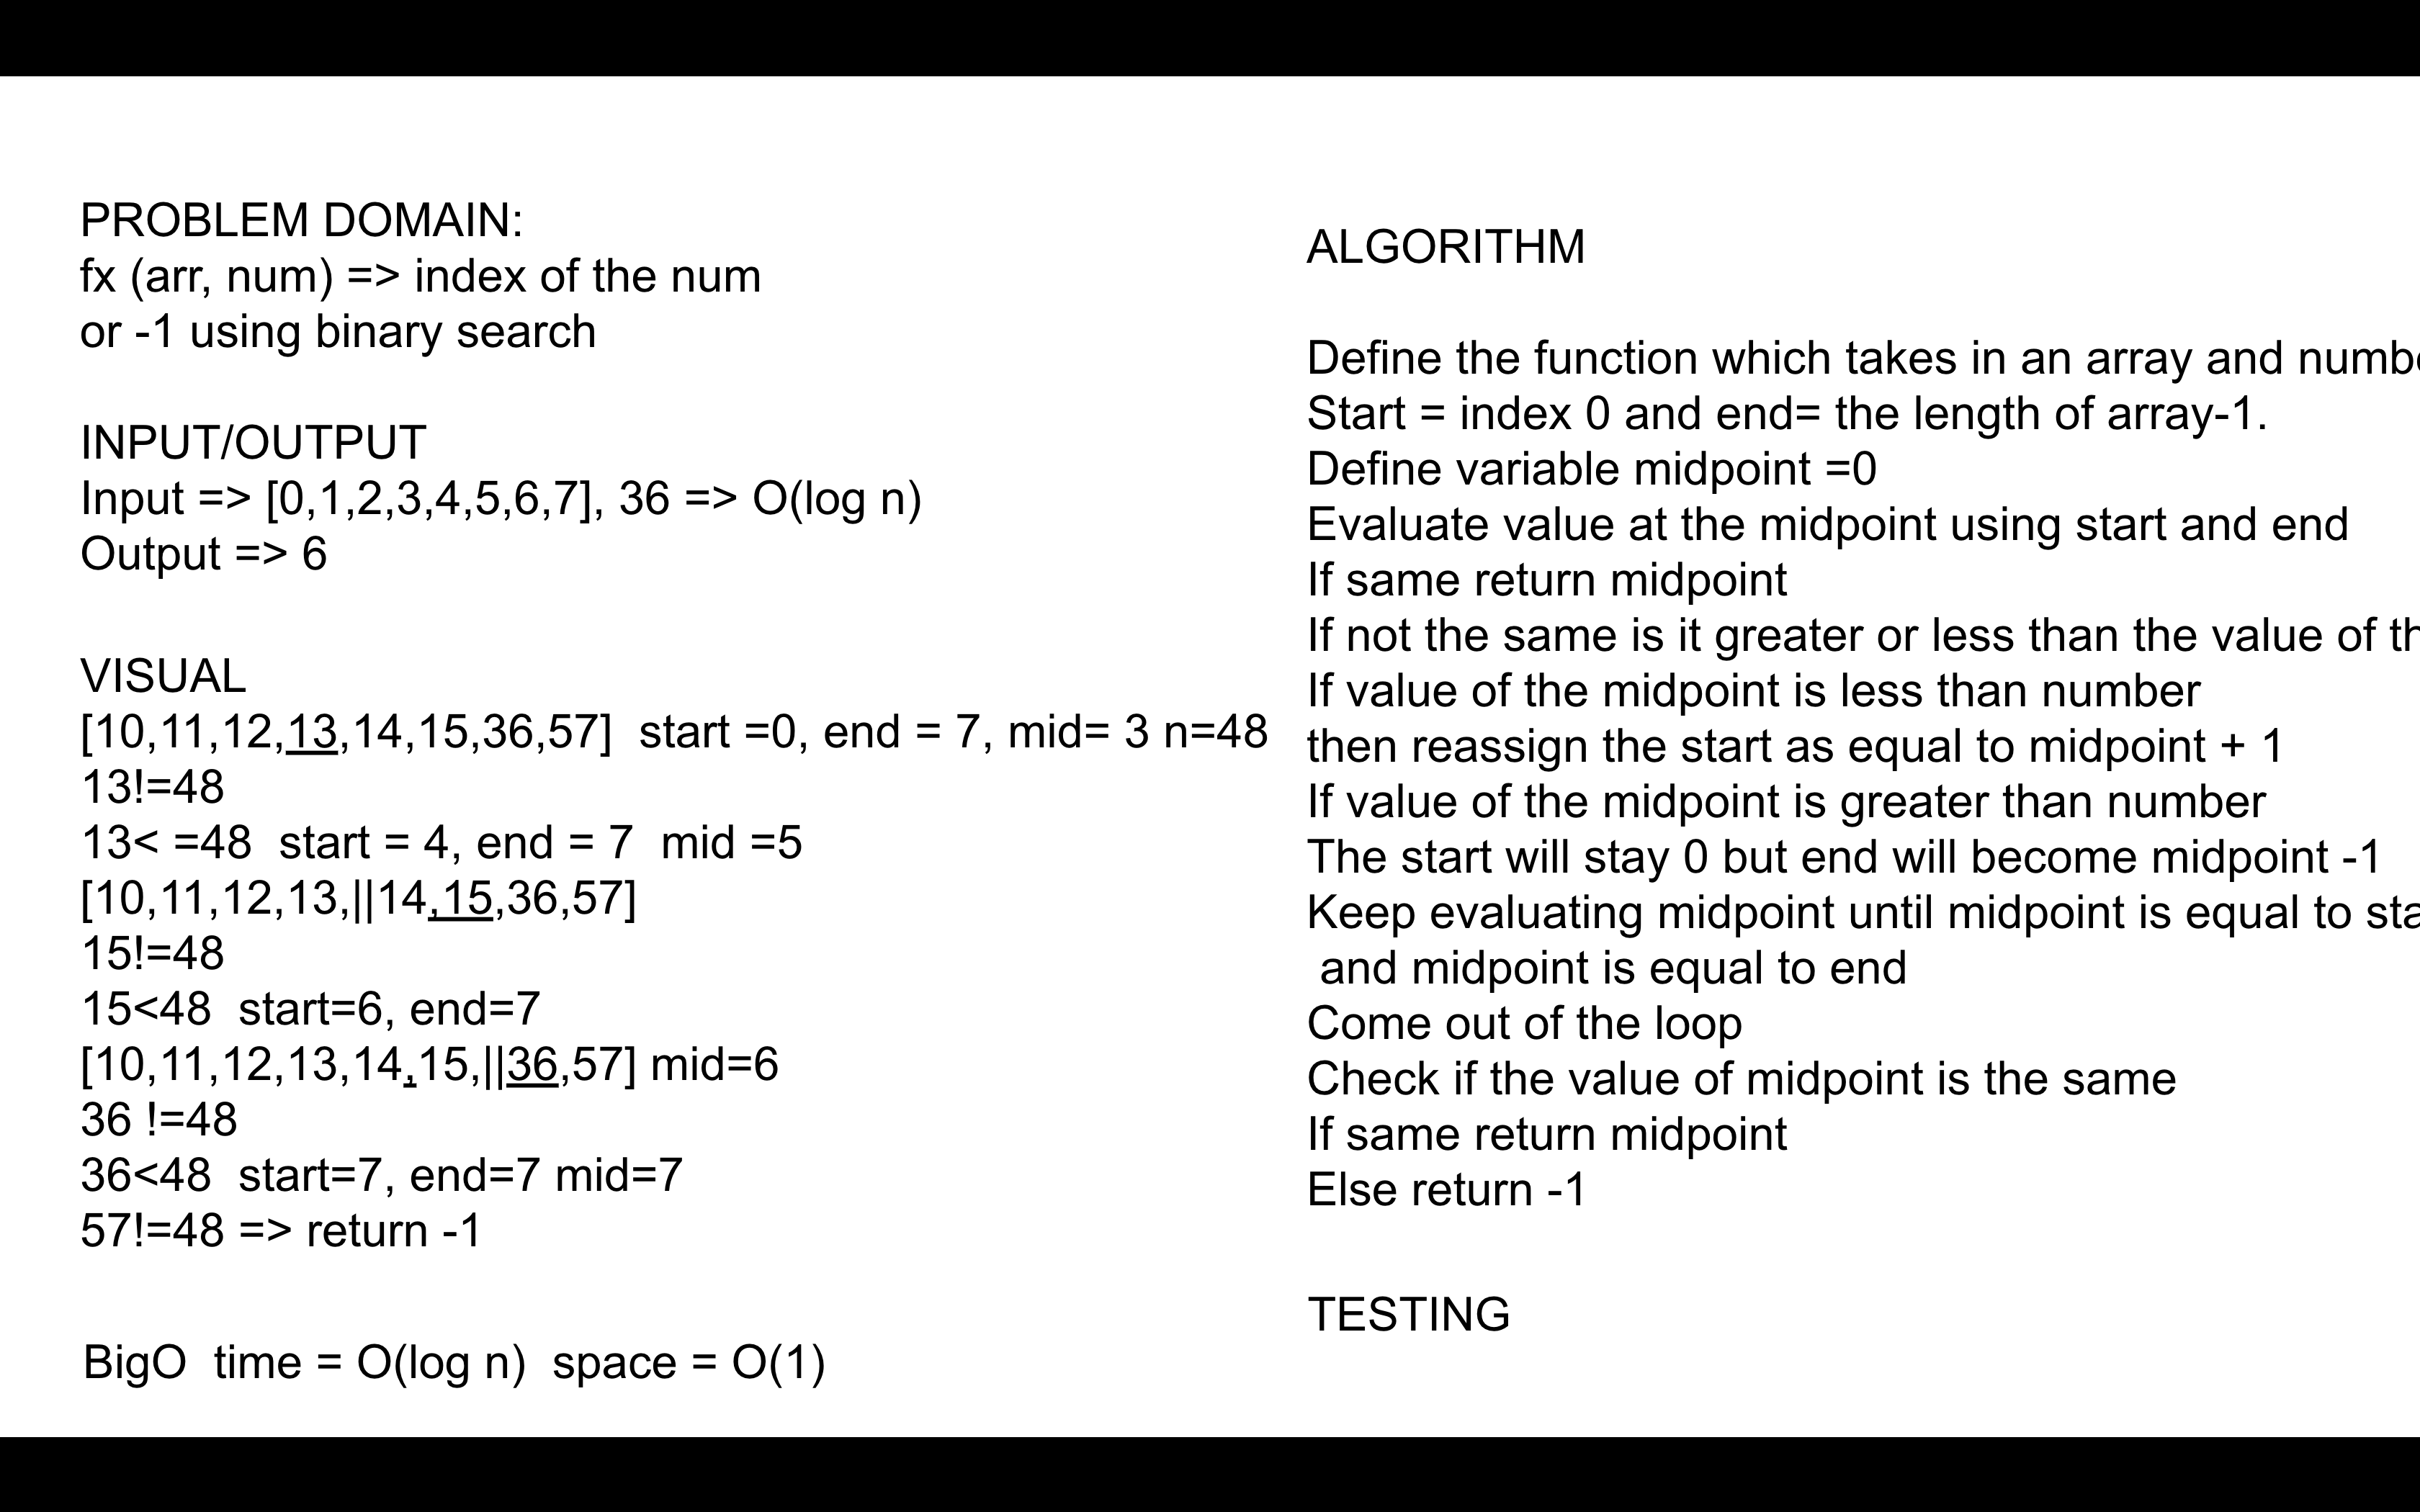 PROBLEM DOMAIN:
fx (arr, num) => index of the num
or -1 using binary search
INPUT/OUTPUT
Input => [0,1,2,3,4,5,6,7], 36 => O(log n)
Output => 6
VISUAL
[10,11,12,13,14,15,36,57]  start =0, end = 7, mid= 3 n=48
13!=48
13< =48  start = 4, end = 7  mid =5
[10,11,12,13,||14,15,36,57]
15!=48
15<48  start=6, end=7
[10,11,12,13,14,15,||36,57] mid=6
36 !=48
36<48  start=7, end=7 mid=7
57!=48 => return -1
BigO  time = O(log n)  space = O(1)
ALGORITHM
Define the function which takes in an array and
Start = index 0 and end= the length of array-1.
Define variable midpoint =0
Evaluate value at the midpoint using start and end
If same return midpoint
If not the same is it greater or less than the value of
If value of the midpoint is less than number
then reassign the start as equal to midpoint + 1
If value of the midpoint is greater than number
The start will stay 0 but end will become midpoint -1
Keep evaluating midpoint until midpoint is equal to
and midpoint is equal to end
Come out of the loop
Check if the value of midpoint is the same
If same return midpoint
Else return -1
TESTING